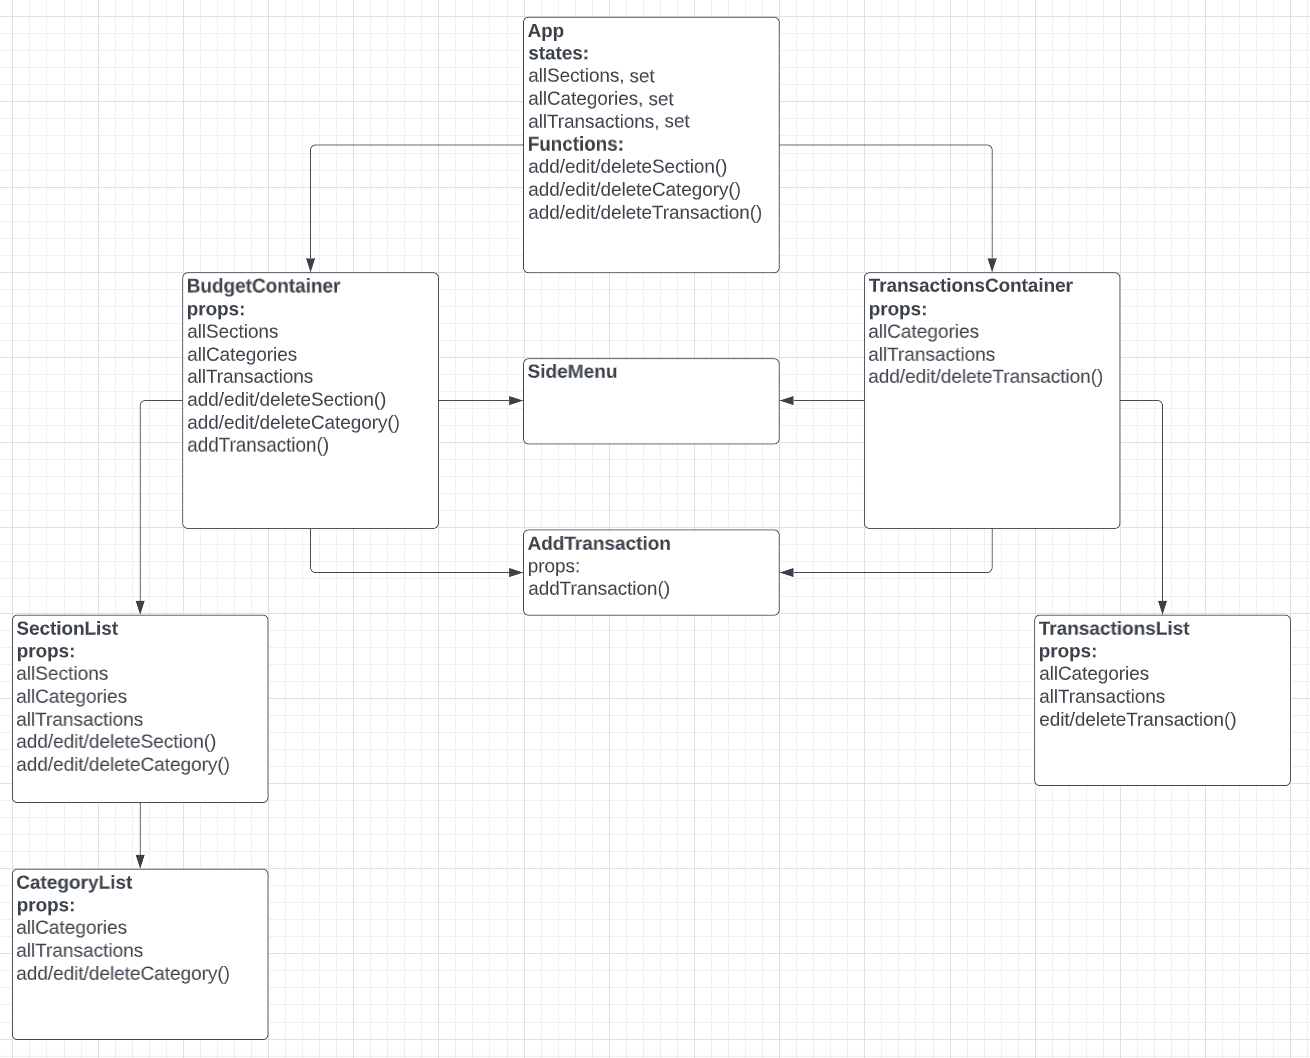 App
states:
allSections, set
allCategories, set
allTransactions, set
Functions:
add/edit/deleteSection()
add/edit/deleteCategory()
add/edit/deleteTransaction()
BudgetContainer
props:
allSections
allCategories
allTransactions
add/edit/deleteSection()
add/edit/deleteCategory()
addTransaction()
SideMenu
TransactionsContainer
props:
allCategories
allTransactions
add/edit/deleteTransaction()
AddTransaction
props:
addTransaction()
SectionList
props:
allSections
allCategories
allTransactions
add/edit/deleteSection()
add/edit/deleteCategory()
TransactionsList
props:
allCategories
allTransactions
edit/deleteTransaction()
CategoryList
props:
allCategories
allTransactions
add/edit/deleteCategory()